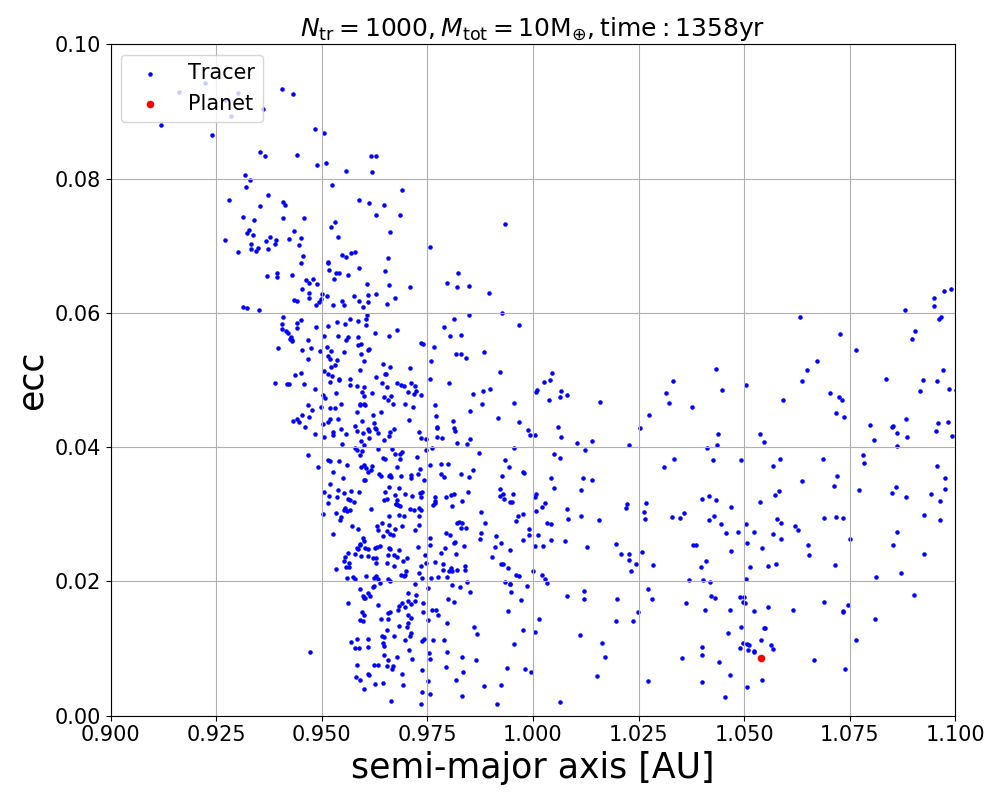 N_tr = 1000, M_tot = 10M_⊕, time : 1358yr
Tracer
Planet
0.10
0.08
0.06
0.04
0.02
0.00
ecc
0.900 0.925 0.950 0.975 1.000 1.025 1.050 1.075 1.100
semi-major axis [AU]